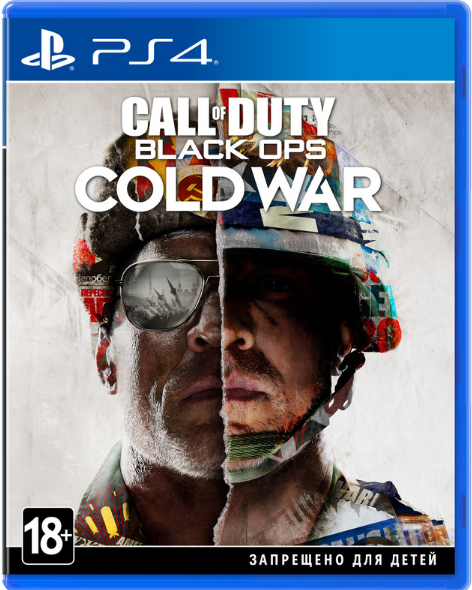 PS4
CALL OF DUTY
BLACK OPS
COLD WAR
18+
ЗАПРЕЩЕНО ДЛЯ ДЕТЕЙ